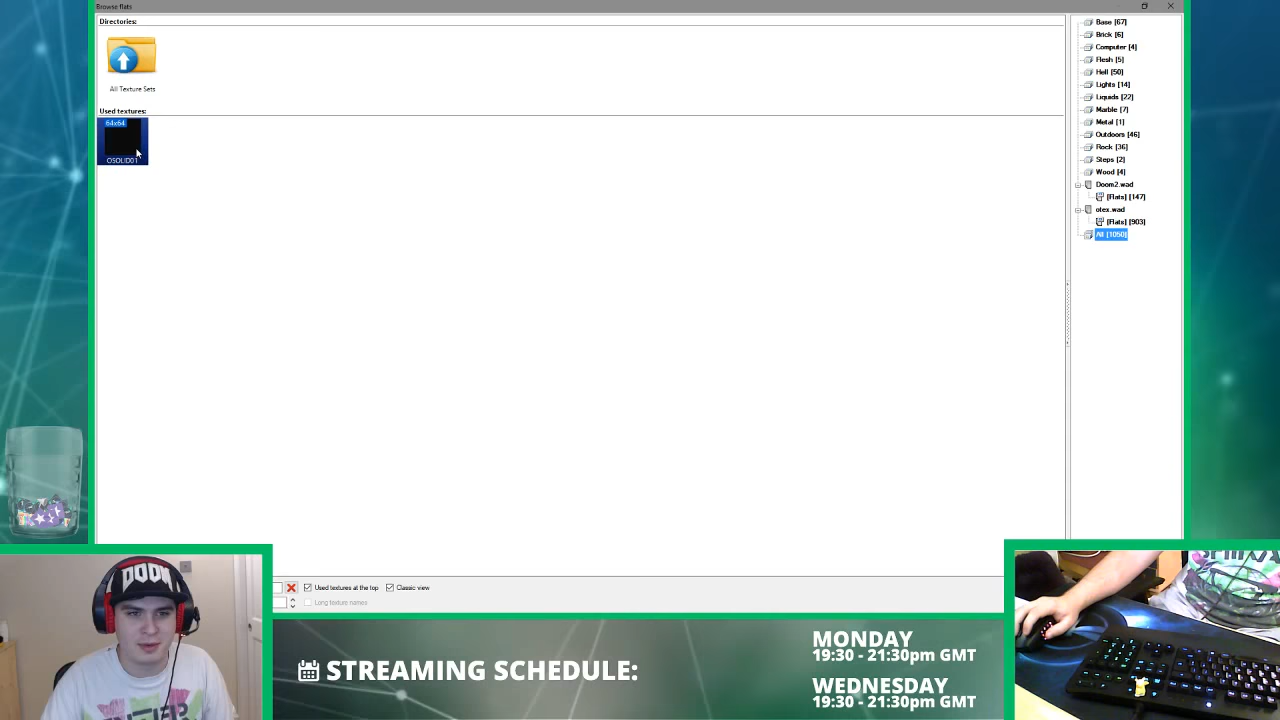 Browse flats
Directories:
All Texture Sets
Used textures:
64x64
OSOLID01
Base [67]
Brick [6]
Computer [4]
Flesh [5]
Hell [50]
Lights [14]
Liquids [22]
Marble [7]
Metal [1]
Outdoors [46]
Rock [36]
Steps [2]
Wood [4]
Doom2.wad
[Flats] [147]
otex.wad
[Flats] [903]
All [1050]
Used textures at the top
Classic view
Long texture names
DOOM
STREAMING SCHEDULE:
MONDAY
19:30 - 21:30pm GMT
WEDNESDAY
19:30 - 21:30pm GMT